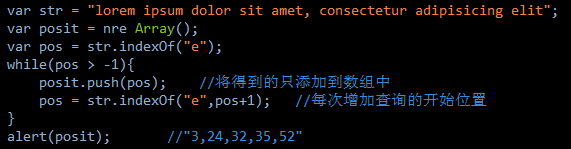 var str = "lorem ipsum dolor sit amet, consectetur adipisicing elit";
var posit = nre Array();
var pos = str.indexOf("e");
while(pos > -1){
    posit.push(pos);    //将得到的只添加到数组中
    pos = str.indexOf("e",pos+1);    //每次增加查询的开始位置
}
alert(posit);    //"3,24,32,35,52"